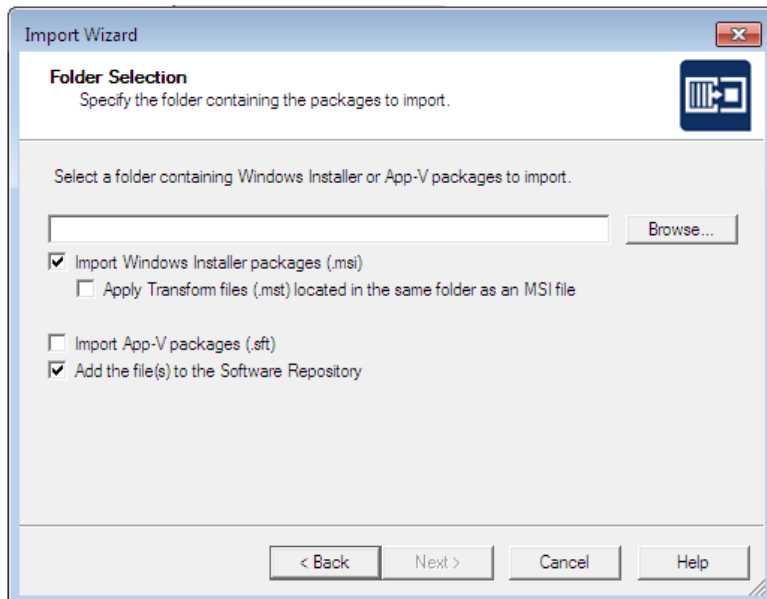 Import Wizard
Folder Selection
Specify the folder containing the packages to import.
Select a folder containing Windows Installer or App-V packages to import.
Browse...
Import Windows Installer packages (.msi)
Apply Transform files (.mst) located in the same folder as an MSI file
Import App-V packages (.sft)
Add the file(s) to the Software Repository
< Back
Next >
Cancel
Help